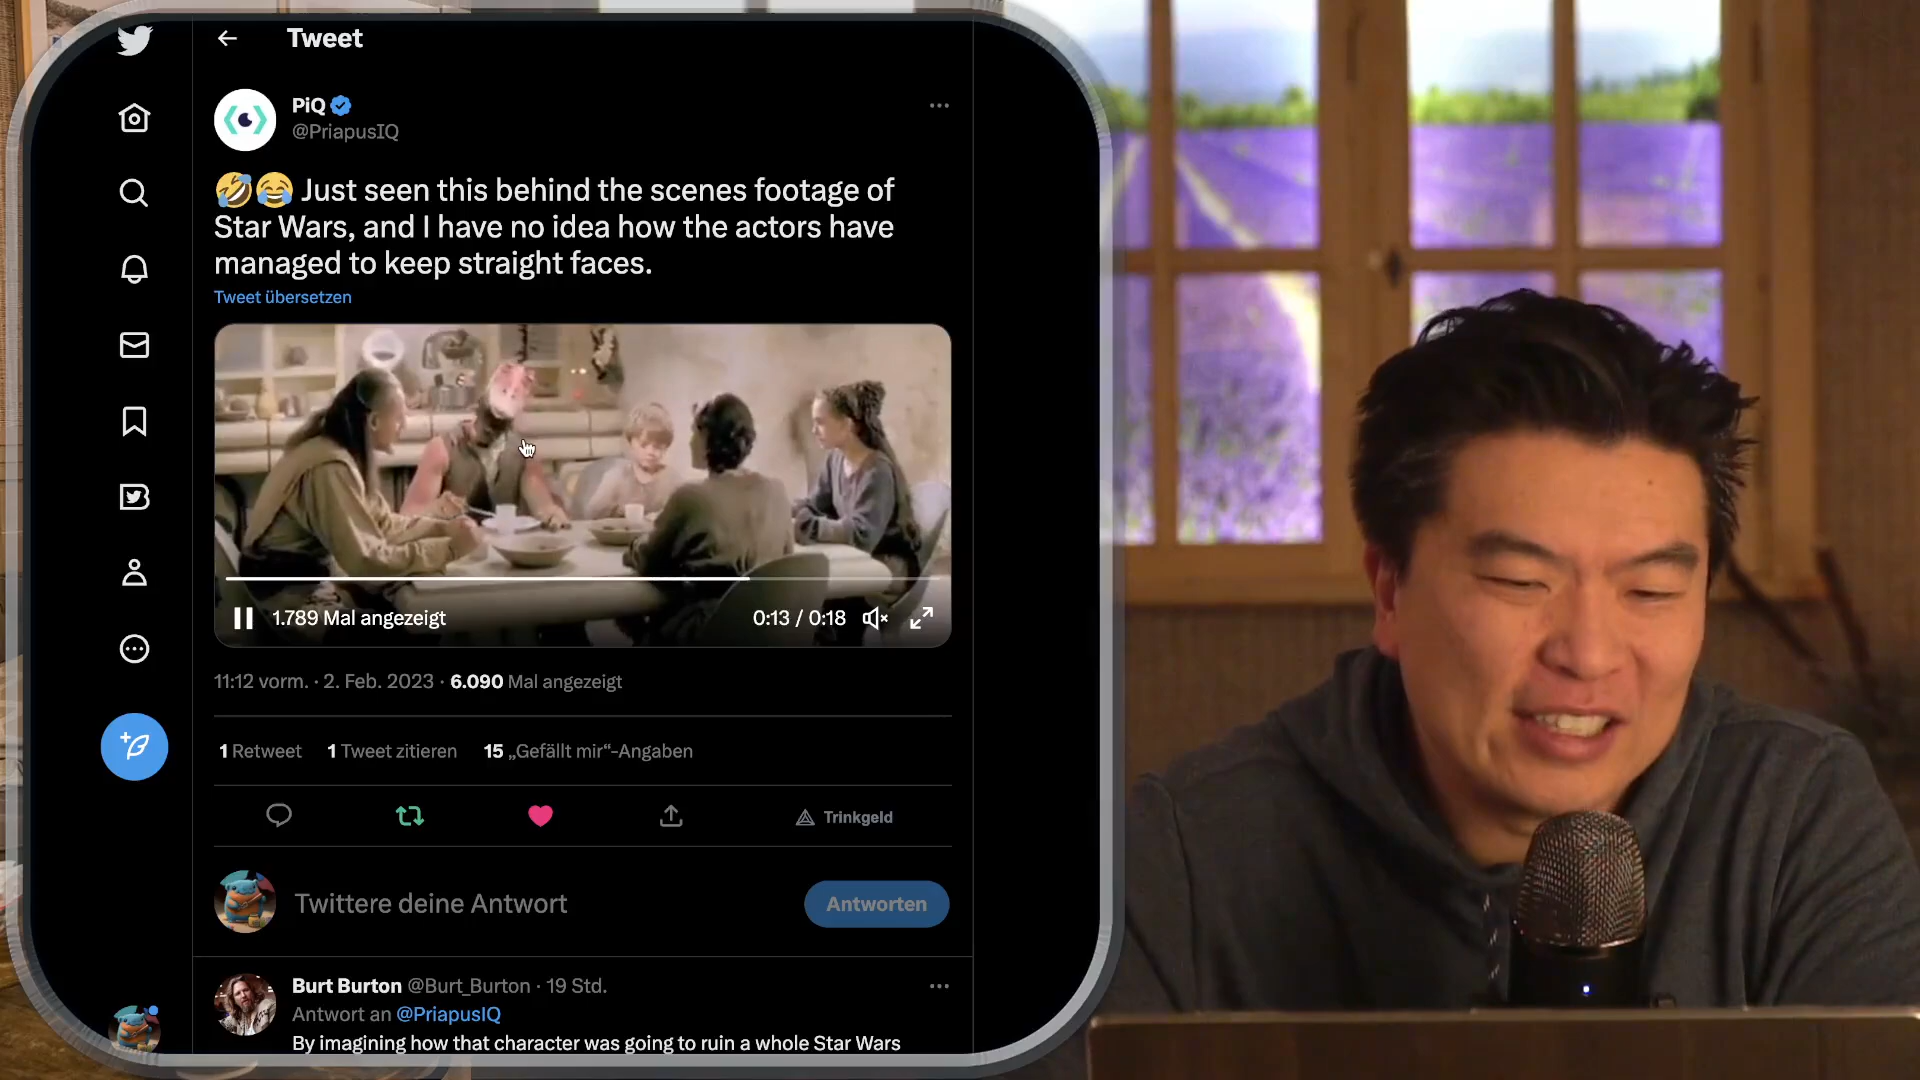 Tweet
PiQ
@PriapusIQ
🤣😂 Just seen this behind the scenes footage of
Star Wars, and I have no idea how the actors have
managed to keep straight faces.
Tweet übersetzen
1.789 Mal angezeigt
0:13 / 0:18
11:12 vorm. · 2. Feb. 2023 · 6.090 Mal angezeigt
1 Retweet 1 Tweet zitieren 15 „Gefällt mir“-Angaben
Trinkgeld
Twittere deine Antwort
Antworten
Burt Burton @Burt_Burton · 19 Std.
Antwort an @PriapusIQ
By imagining how that character was going to ruin a whole Star Wars